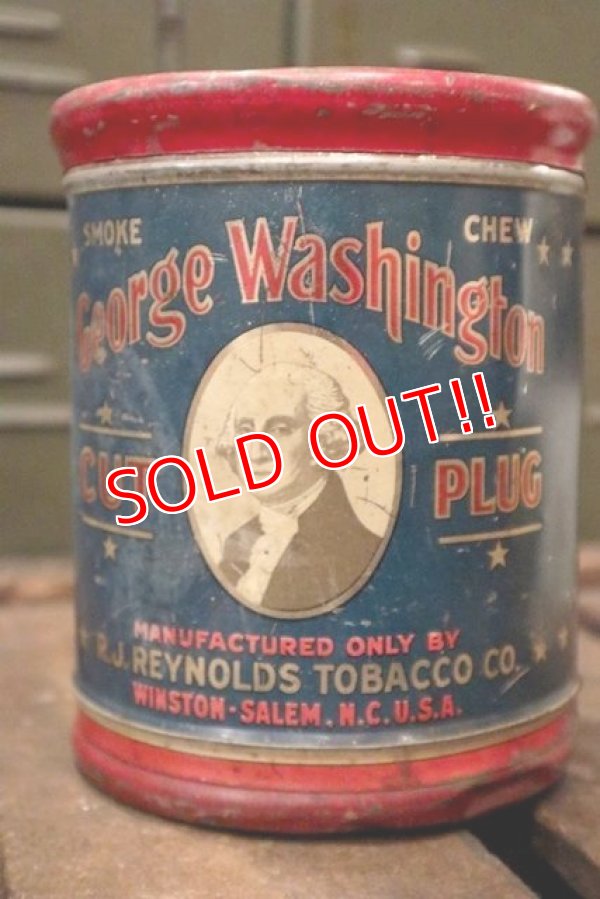 SMOKE CHEW
George Washington
CUT PLUG
SOLD OUT!!
MANUFACTURED ONLY BY
R.J. REYNOLDS TOBACCO CO.
WINSTON-SALEM. N.C. U.S.A.